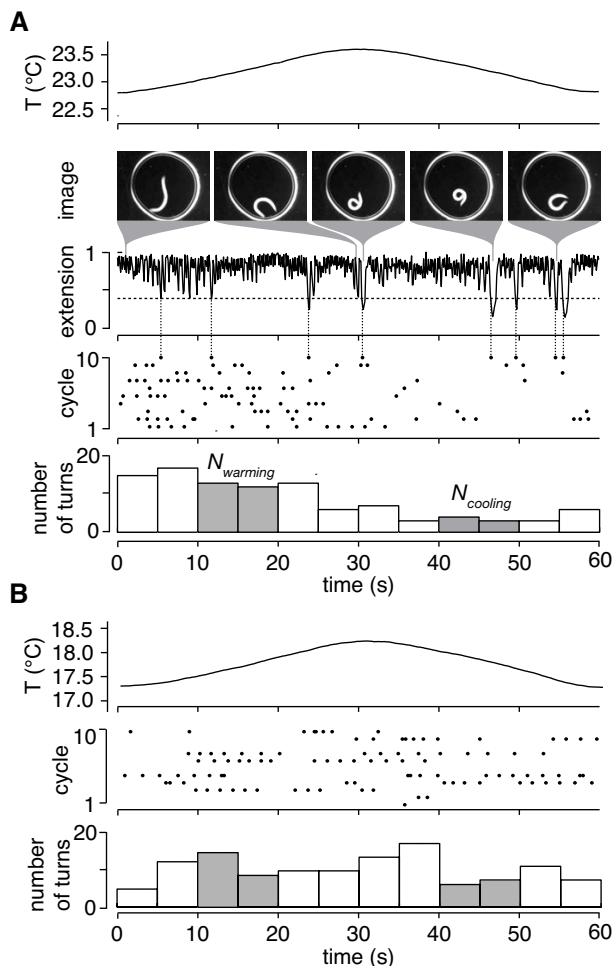 A
T (°C)
23.5
23.0
22.5
image
extension
1
0
cycle
10
1
number
of turns
20
0
N warming
N cooling
0 10 20 30 40 50 60
time (s)
B
T (°C)
18.5
18.0
17.5
17.0
cycle
10
1
number
of turns
20
0
0 10 20 30 40 50 60
time (s)